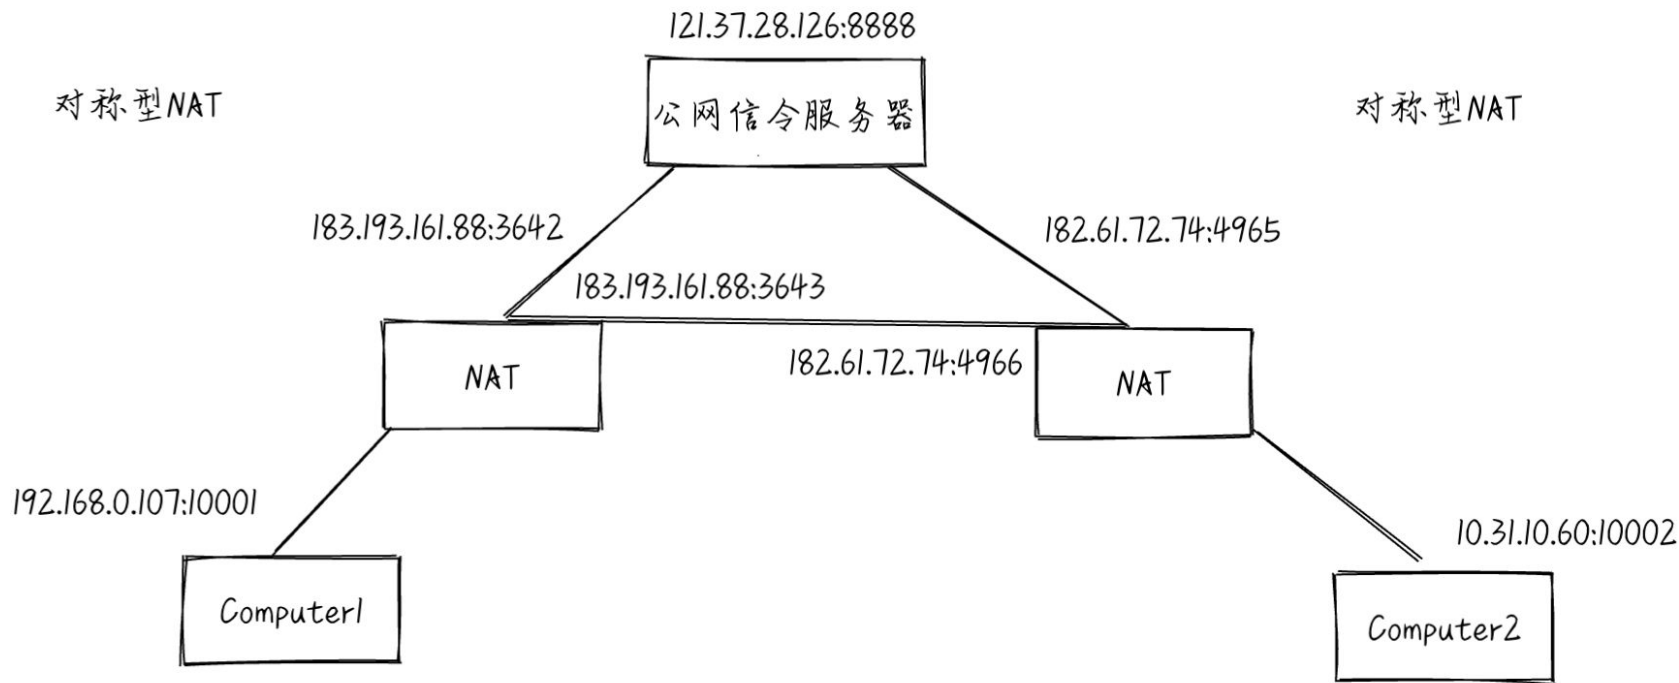 121.37.28.126:8888
对称型NAT
公网信令服务器
对称型NAT
183.193.161.88:3642
182.61.72.74:4965
183.193.161.88:3643
182.61.72.74:4966
NAT
NAT
192.168.0.107:10001
10.31.10.60:10002
Computer1
Computer2